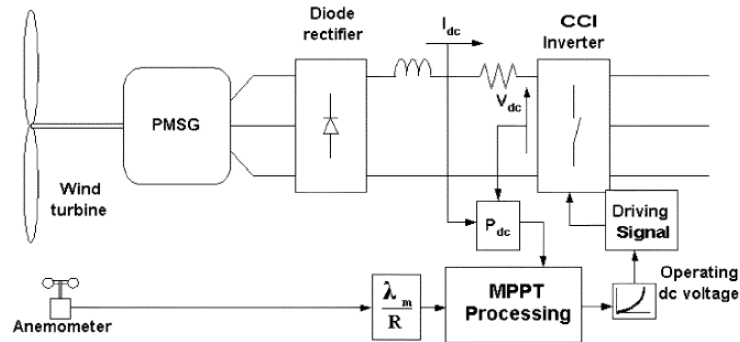 Diode
rectifier
I dc
CCI
Inverter
PMSG
V dc
Wind
turbine
P dc
Driving
Signal
Anemometer
λ m
R
MPPT
Processing
Operating
dc voltage